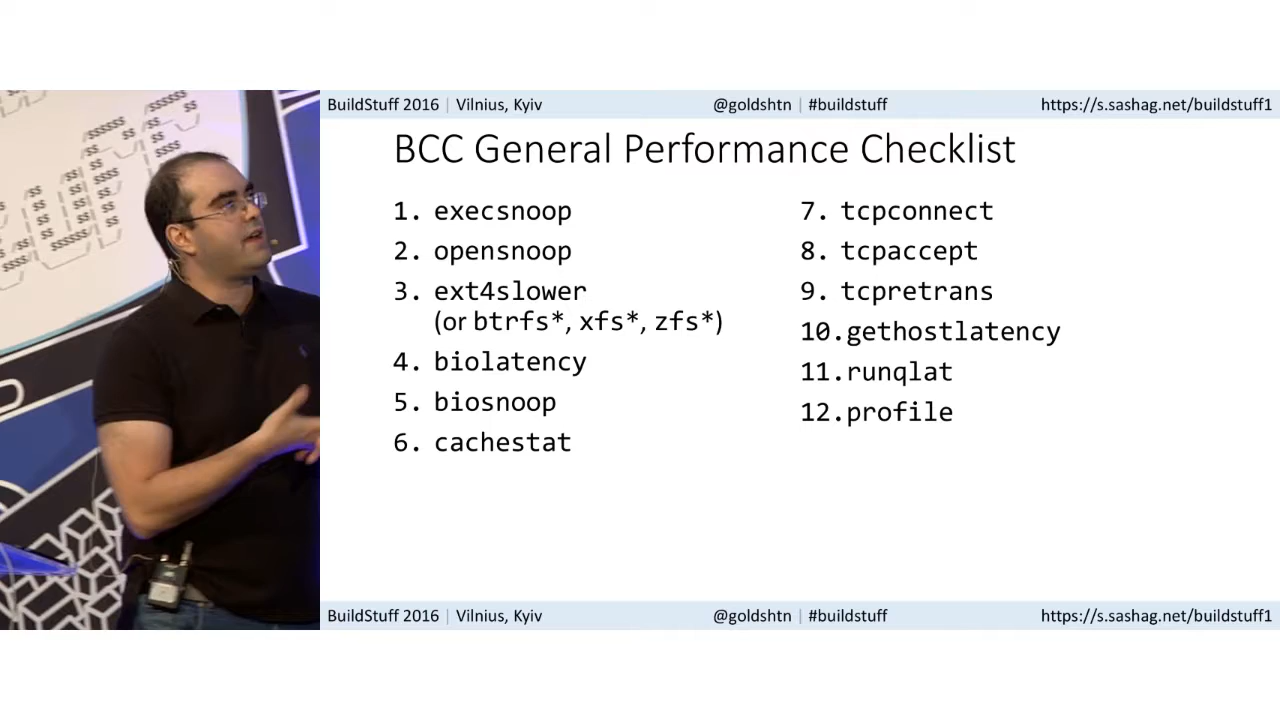 BuildStuff 2016 | Vilnius, Kyiv
@goldshtn | #buildstuff
https://s.sashag.net/buildstuff1
BCC General Performance Checklist
1. execsnoop
2. opensnoop
3. ext4slower
(or btrfs*, xfs*, zfs*)
4. biolatency
5. biosnoop
6. cachestat
7. tcpconnect
8. tcpaccept
9. tcpretrans
10.gethostlatency
11.runqlat
12.profile
BuildStuff 2016 | Vilnius, Kyiv
@goldshtn | #buildstuff
https://s.sashag.net/buildstuff1